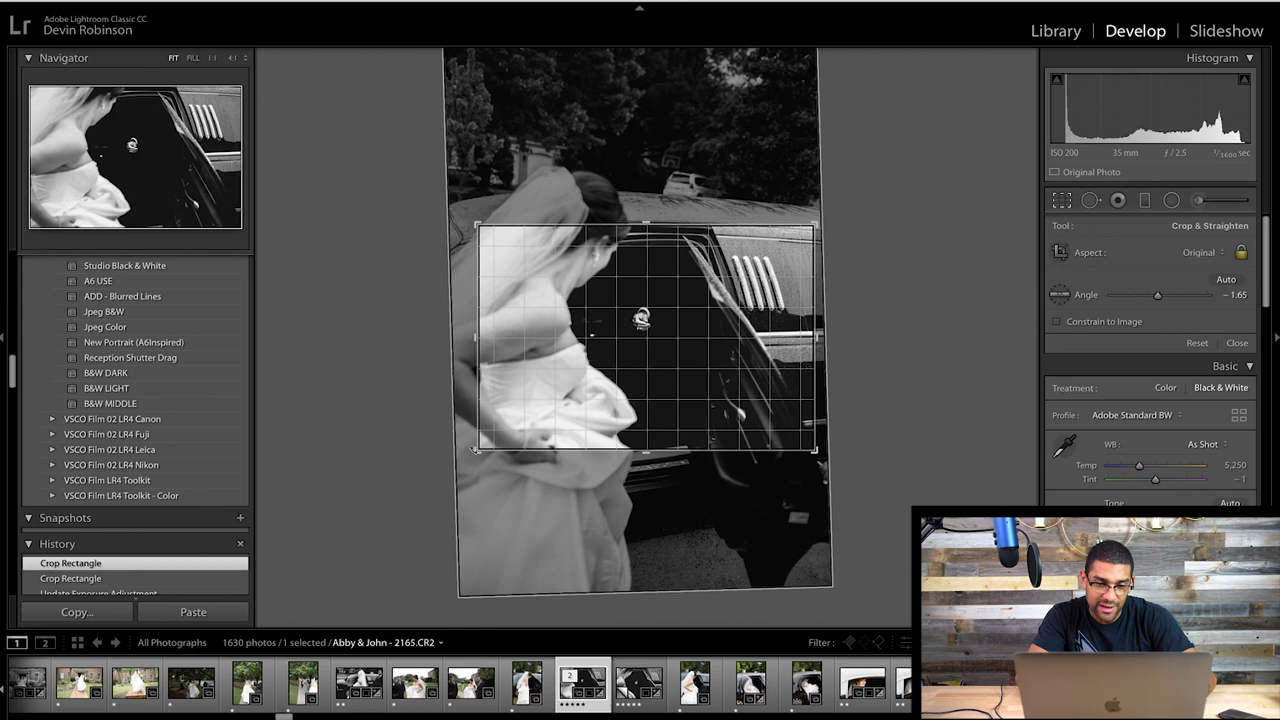 Lr
Adobe Lightroom Classic CC
Devin Robinson
Library | Develop | Slideshow
Navigator FIT FILL 1:1 4:1
Studio Black & White
A6 USE
ADD - Blurred Lines
Jpeg B&W
Jpeg Color
New Portrait (A6Inspired)
Reception Shutter Drag
B&W DARK
B&W LIGHT
B&W MIDDLE
VSCO Film 02 LR4 Canon
VSCO Film 02 LR4 Fuji
VSCO Film 02 LR4 Leica
VSCO Film 02 LR4 Nikon
VSCO Film LR4 Toolkit
VSCO Film LR4 Toolkit - Color
Snapshots +
History ×
Crop Rectangle
Crop Rectangle
Update Exposure Adjustment
Copy... Paste
Histogram
ISO 200 35 mm ƒ / 2.5 1/1600 sec
Original Photo
Tool : Crop & Straighten
Aspect : Original
Auto
Angle - 1.65
Constrain to Image
Reset Close
Basic
Treatment : Color Black & White
Profile : Adobe Standard BW
WB : As Shot
Temp 5,250
Tint - 1
Tone Auto
1 2 All Photographs 1630 photos / 1 selected / Abby & John - 2165.CR2 Filter :
2